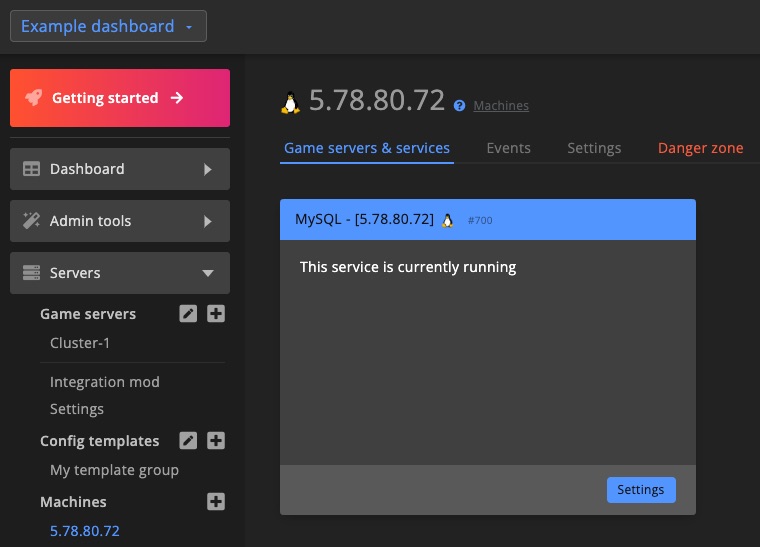 Example dashboard
Getting started
Dashboard
Admin tools
Servers
Game servers
Cluster-1
Integration mod
Settings
Config templates
My template group
Machines
5.78.80.72
5.78.80.72 ? Machines
Game servers & services Events Settings Danger zone
MySQL - [5.78.80.72] #700
This service is currently running
Settings